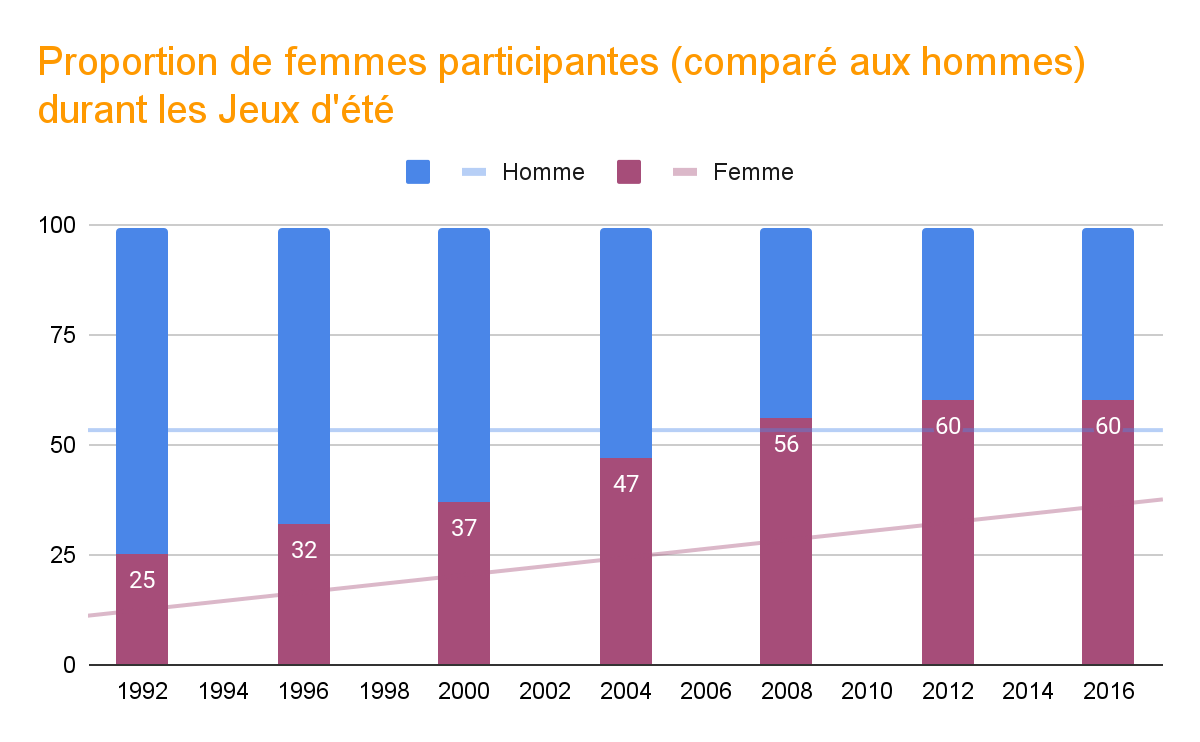 Proportion de femmes participantes (comparé aux hommes)
durant les Jeux d'été
Homme Femme
100
75
50
25
0
25 32 37 47 56 60 60
1992 1994 1996 1998 2000 2002 2004 2006 2008 2010 2012 2014 2016